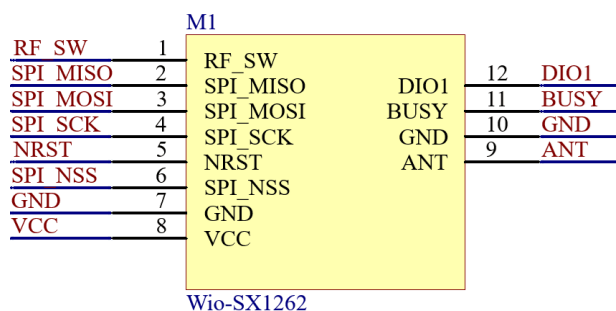 M1
RF_SW 1 RF_SW
SPI_MISO 2 SPI_MISO DIO1 12 DIO1
SPI_MOSI 3 SPI_MOSI BUSY 11 BUSY
SPI_SCK 4 SPI_SCK GND 10 GND
NRST 5 NRST ANT 9 ANT
SPI_NSS 6 SPI_NSS
GND 7 GND
VCC 8 VCC
Wio-SX1262